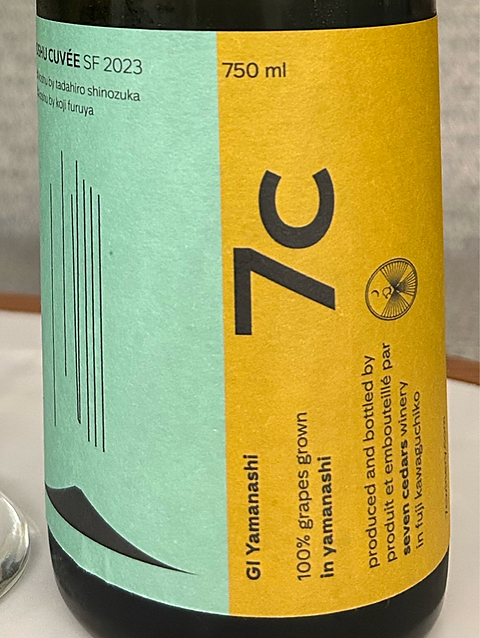 CUVÉE SF 2023
by tadahiro shinozuka
by koji furuya
750 ml
7c
GI Yamanashi
100% grapes grown
in yamanashi
produced and bottled by
produit et embouteillé par
seven cedars winery
in fuji kawaguchiko